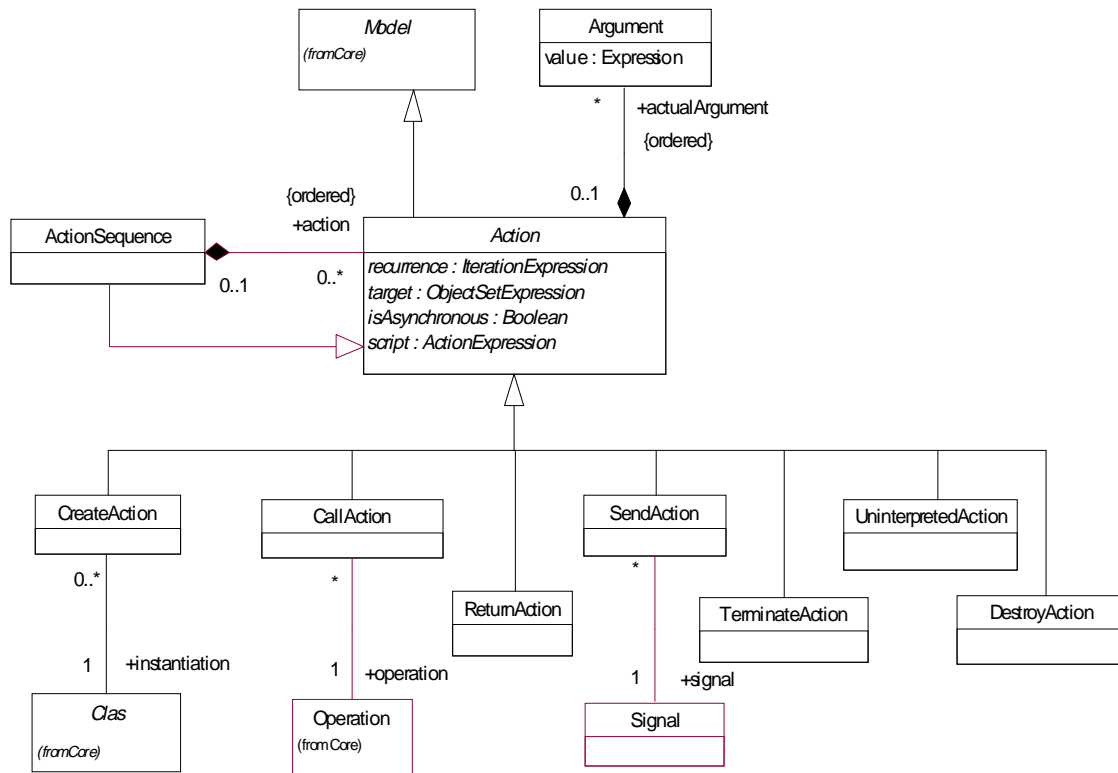 Model
(fromCore)
Argument
value : Expression
*
+actualArgument
{ordered}
0..1
{ordered}
+action
ActionSequence
0..1
0..*
Action
recurrence : IterationExpression
target : ObjectSetExpression
isAsynchronous : Boolean
script : ActionExpression
CreateAction
CallAction
SendAction
UninterpretedAction
ReturnAction
TerminateAction
DestroyAction
0..*
*
*
1
+instantiation
1
+operation
1
+signal
Clas
(fromCore)
Operation
(from Core)
Signal